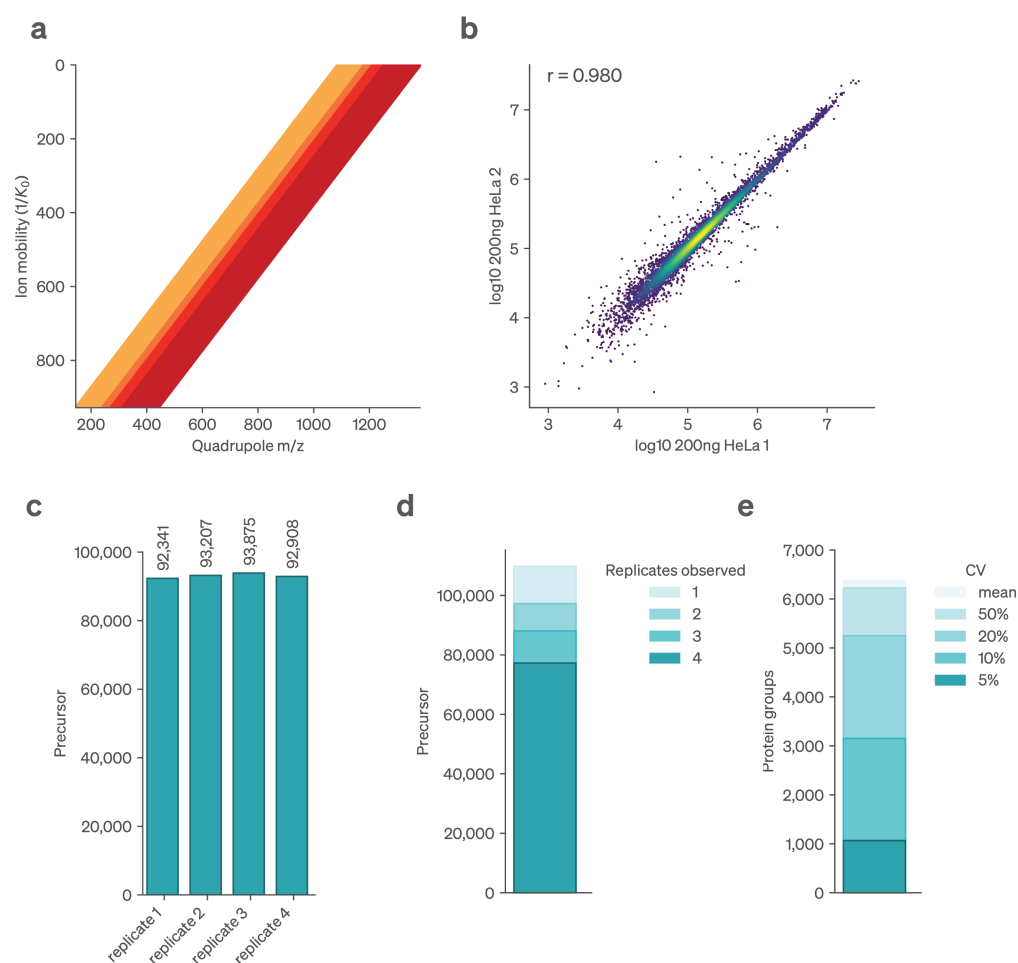 a
0
200
400
600
800
Ion mobility (1/K0)
200 400 600 800 1000 1200
Quadrupole m/z
b
r = 0.980
7
6
5
4
3
log10 200ng HeLa 2
3 4 5 6 7
log10 200ng HeLa 1
c
92,341 93,207 93,875 92,908
100,000
80,000
60,000
40,000
20,000
0
Precursor
replicate 1 replicate 2 replicate 3 replicate 4
d
100,000
80,000
60,000
40,000
20,000
0
Precursor
Replicates observed
1
2
3
4
e
7,000
6,000
5,000
4,000
3,000
2,000
1,000
0
Protein groups
CV
mean
50%
20%
10%
5%